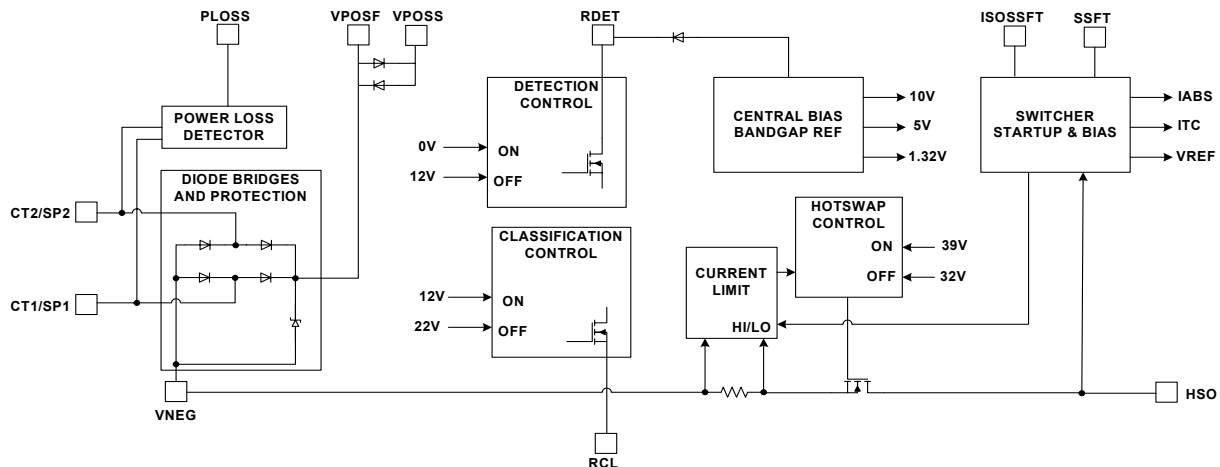 PLOSS
VPOSF
VPOSS
RDET
ISOSSFT
SSFT
POWER LOSS
DETECTOR
DETECTION
CONTROL
0V
ON
12V
OFF
CENTRAL BIAS
BANDGAP REF
10V
5V
1.32V
SWITCHER
STARTUP & BIAS
IABS
ITC
VREF
DIODE BRIDGES
AND PROTECTION
CT2/SP2
CT1/SP1
CLASSIFICATION
CONTROL
12V
ON
22V
OFF
HOTSWAP
CONTROL
ON
39V
OFF
32V
CURRENT
LIMIT
HI/LO
VNEG
HSO
RCL